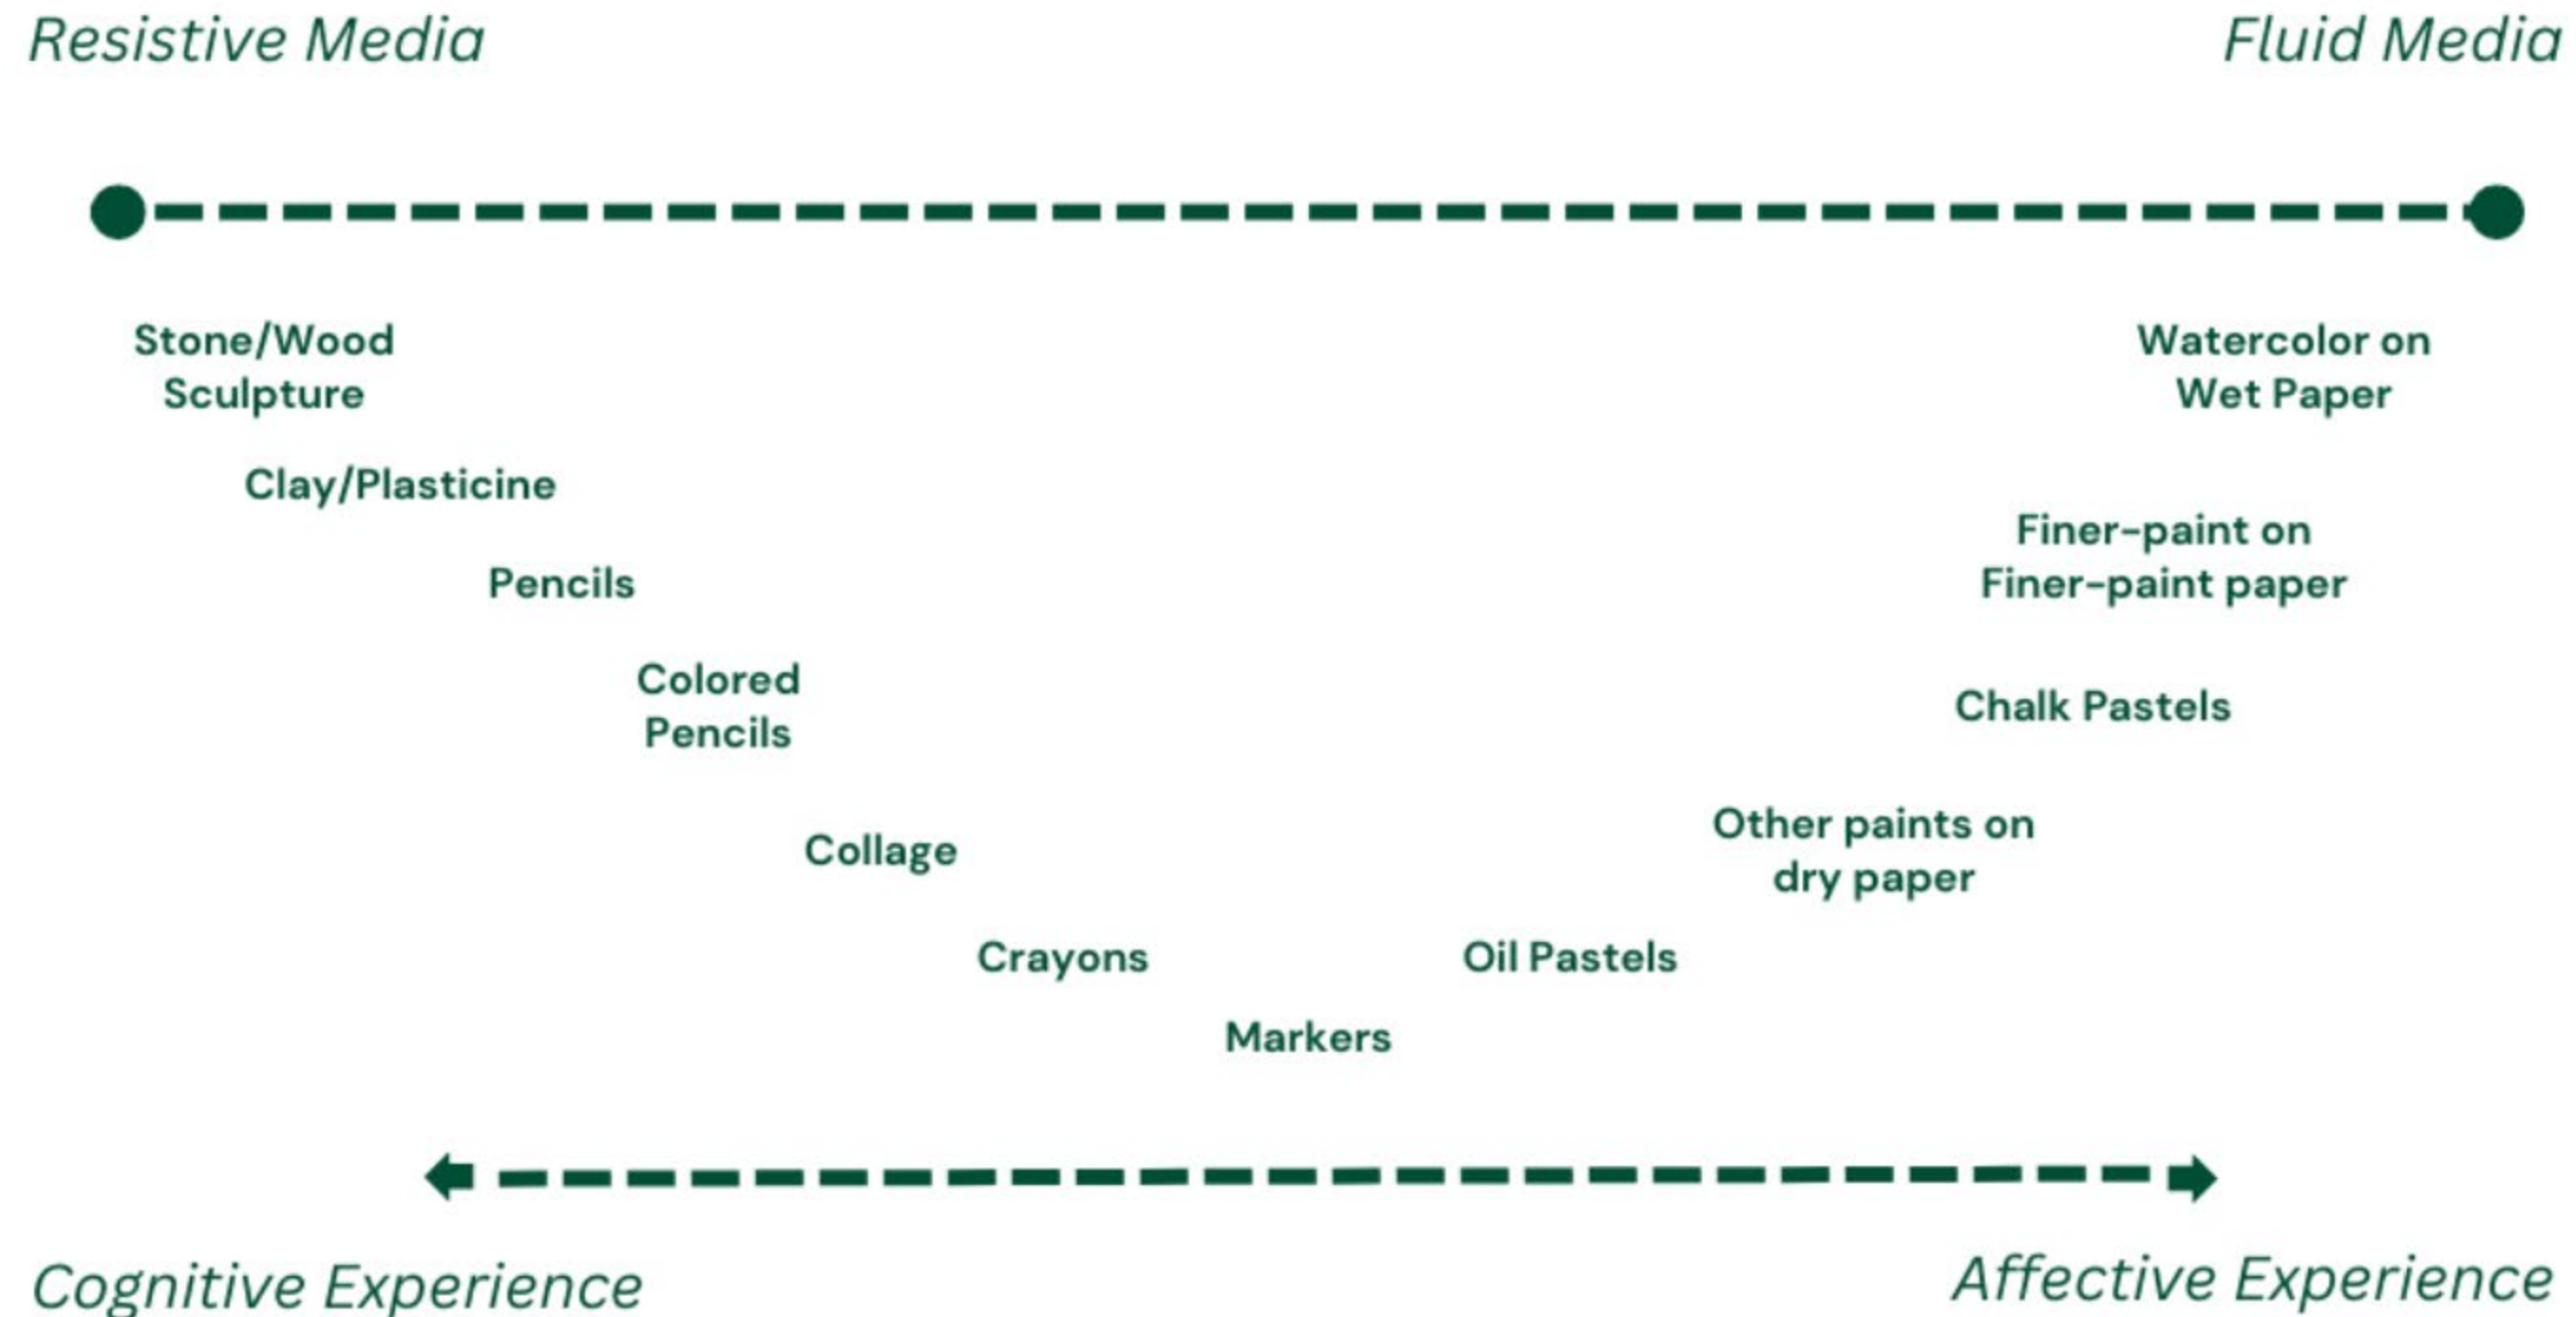 Resistive Media
Fluid Media
Stone/Wood
Sculpture
Watercolor on
Wet Paper
Clay/Plasticine
Finer-paint on
Finer-paint paper
Pencils
Colored
Pencils
Chalk Pastels
Collage
Other paints on
dry paper
Crayons
Oil Pastels
Markers
Cognitive Experience
Affective Experience